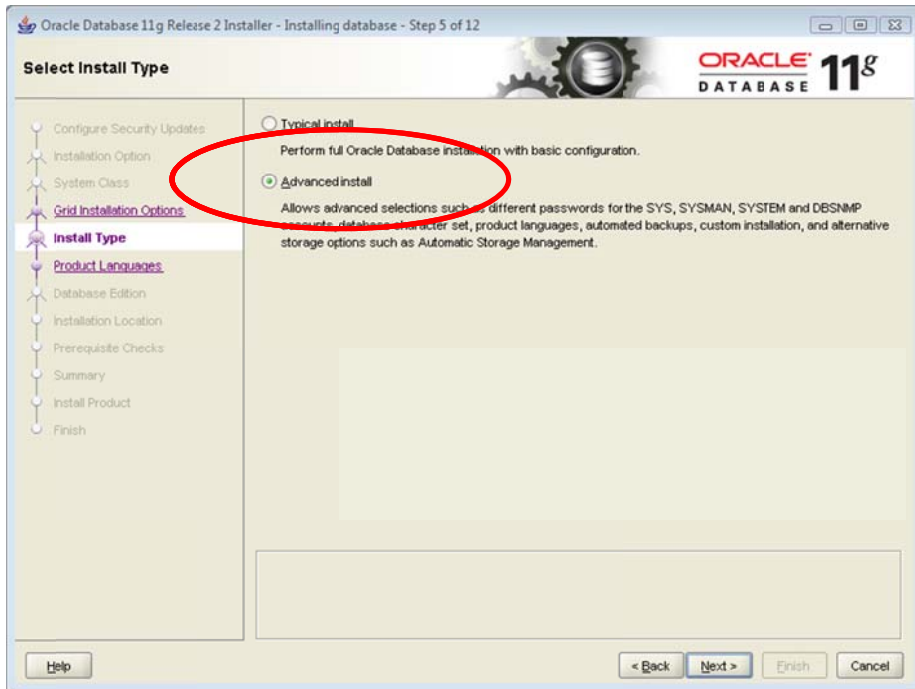 Oracle Database 11g Release 2 Installer - Installing database - Step 5 of 12
Select Install Type
ORACLE
DATABASE
11g
Configure Security Updates
Installation Option
System Class
Grid Installation Options
Install Type
Product Languages
Database Edition
Installation Location
Prerequisite Checks
Summary
Install Product
Finish
Typical install
Perform full Oracle Database installation with basic configuration.
Advanced install
Allows advanced selections such as different passwords for the SYS, SYSMAN, SYSTEM and DBSNMP
accounts, database character set, product languages, automated backups, custom installation, and alternative
storage options such as Automatic Storage Management.
Help
< Back
Next >
Finish
Cancel